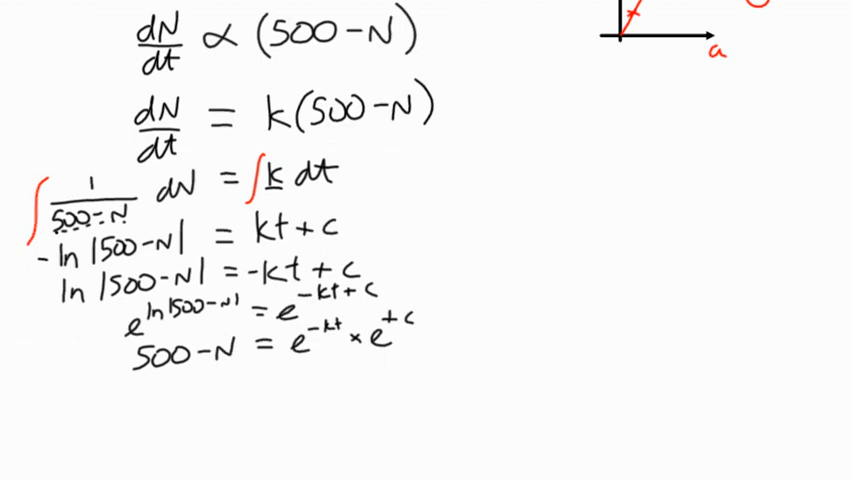 dN/dt ∝ (500-N)
a
dN/dt = k(500-N)
∫ 1/(500-N) dN = ∫k dt
-ln |500-N| = kt + c
ln |500-N| = -kt + c
e^(ln|500-N|) = e^(-kt+c)
500-N = e^(-kt) × e^(+c)